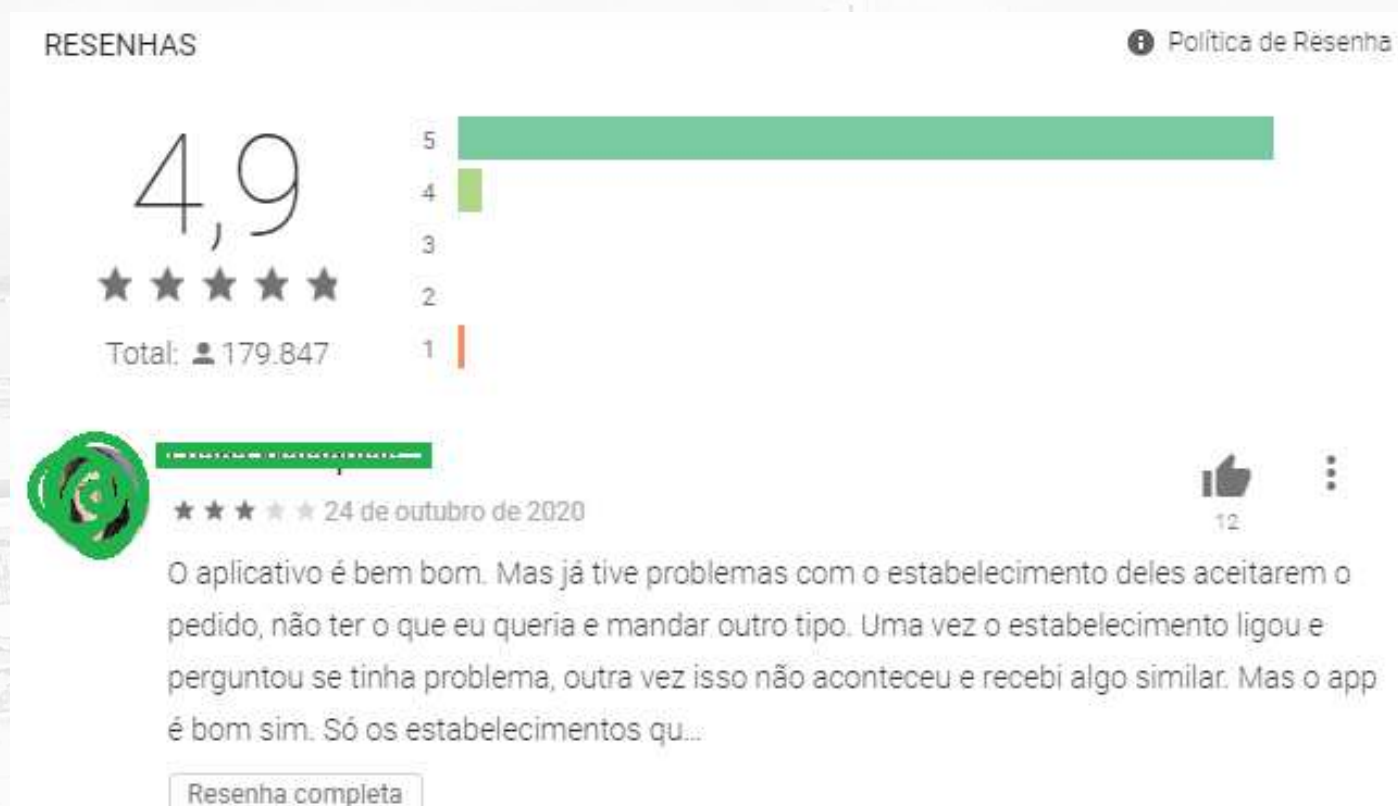 RESENHAS
Política de Resenha
4,9
Total: 179.847
5
4
3
2
1
24 de outubro de 2020
12
O aplicativo é bem bom. Mas já tive problemas com o estabelecimento deles aceitarem o
pedido, não ter o que eu queria e mandar outro tipo. Uma vez o estabelecimento ligou e
perguntou se tinha problema, outra vez isso não aconteceu e recebi algo similar. Mas o app
é bom sim. Só os estabelecimentos qu...
Resenha completa